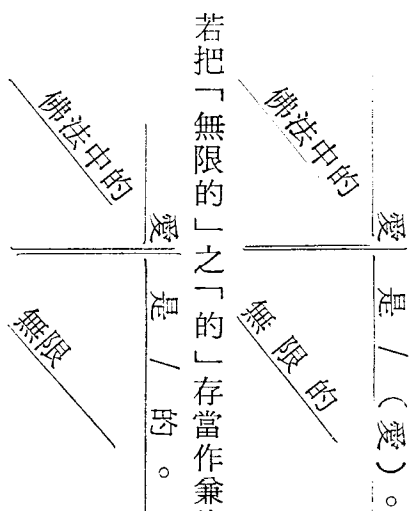 愛 是 / （愛）。
佛法中的
無限的
若把「無限的」之「的」存當作兼
愛 是 / 的。
佛法中的
無限